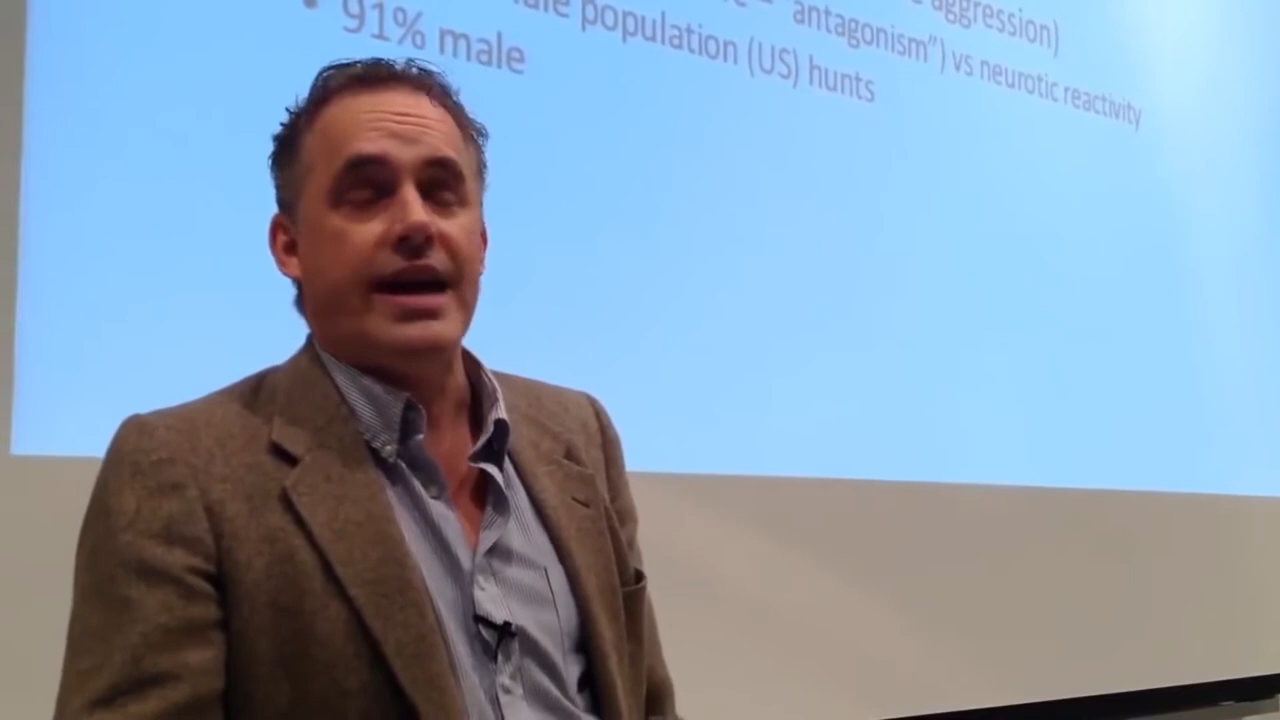 aggression)
"antagonism") vs neurotic reactivity
population (US) hunts
91% male